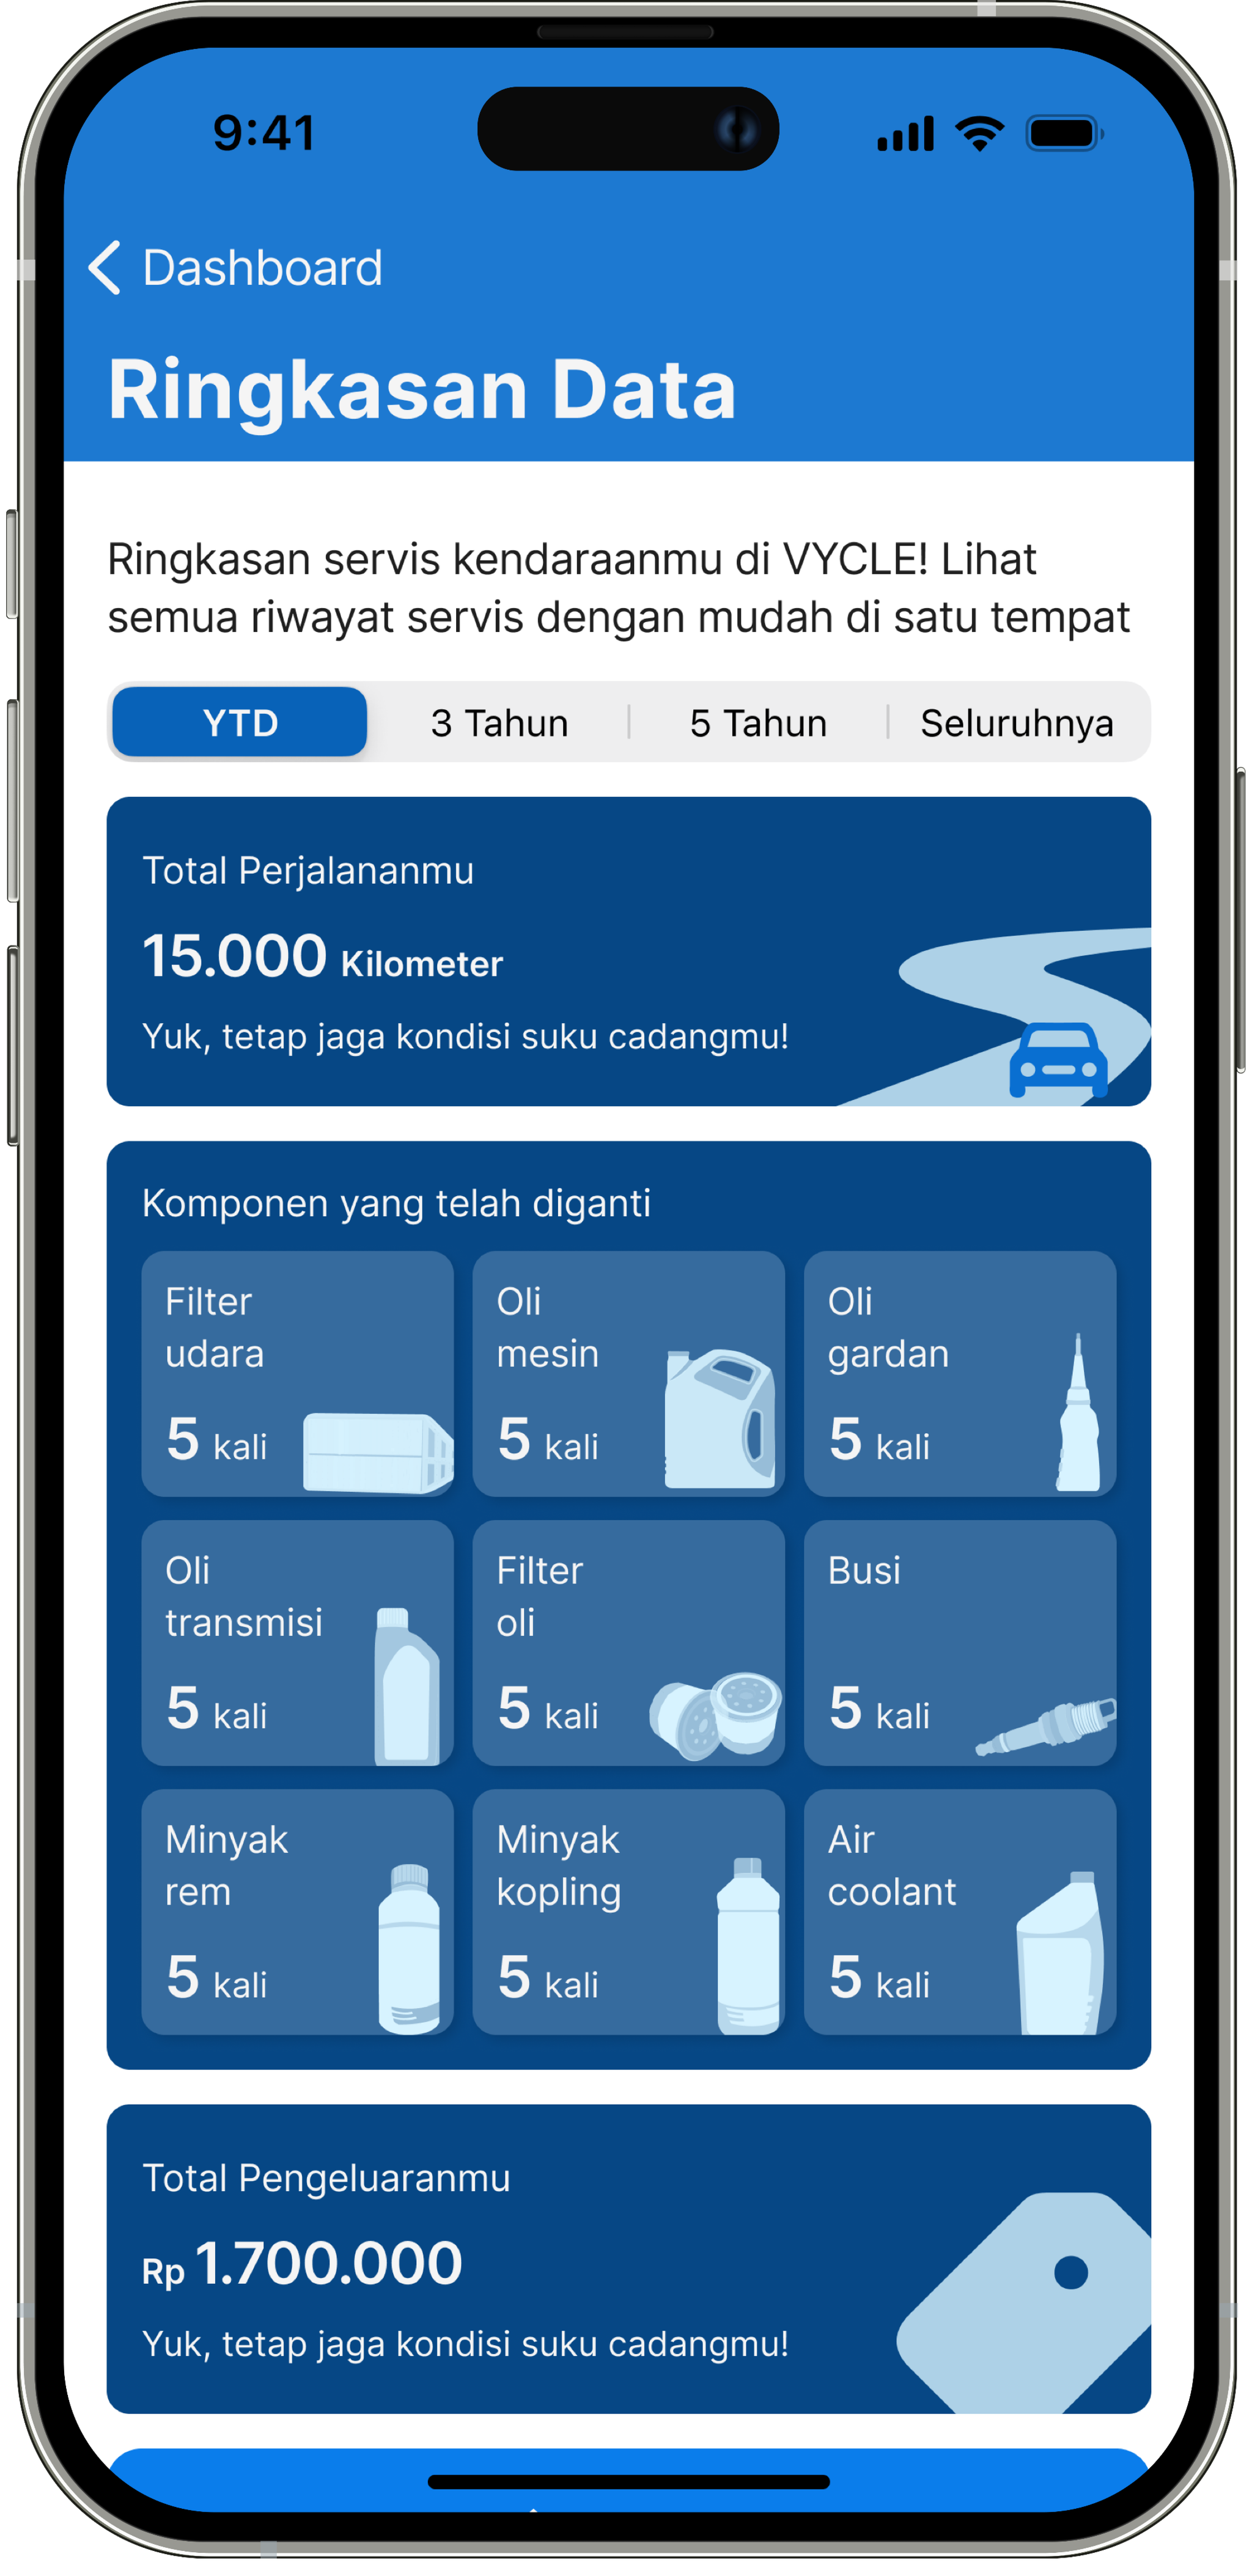 9:41
Dashboard
Ringkasan Data
Ringkasan servis kendaraanmu di VYCLE! Lihat
semua riwayat servis dengan mudah di satu tempat
YTD
3 Tahun
5 Tahun
Seluruhnya
Total Perjalananmu
15.000 Kilometer
Yuk, tetap jaga kondisi suku cadangmu!
Komponen yang telah diganti
Filter
udara
5 kali
Oli
mesin
5 kali
Oli
gardan
5 kali
Oli
transmisi
5 kali
Filter
oli
5 kali
Busi
5 kali
Minyak
rem
5 kali
Minyak
kopling
5 kali
Air
coolant
5 kali
Total Pengeluaranmu
Rp 1.700.000
Yuk, tetap jaga kondisi suku cadangmu!